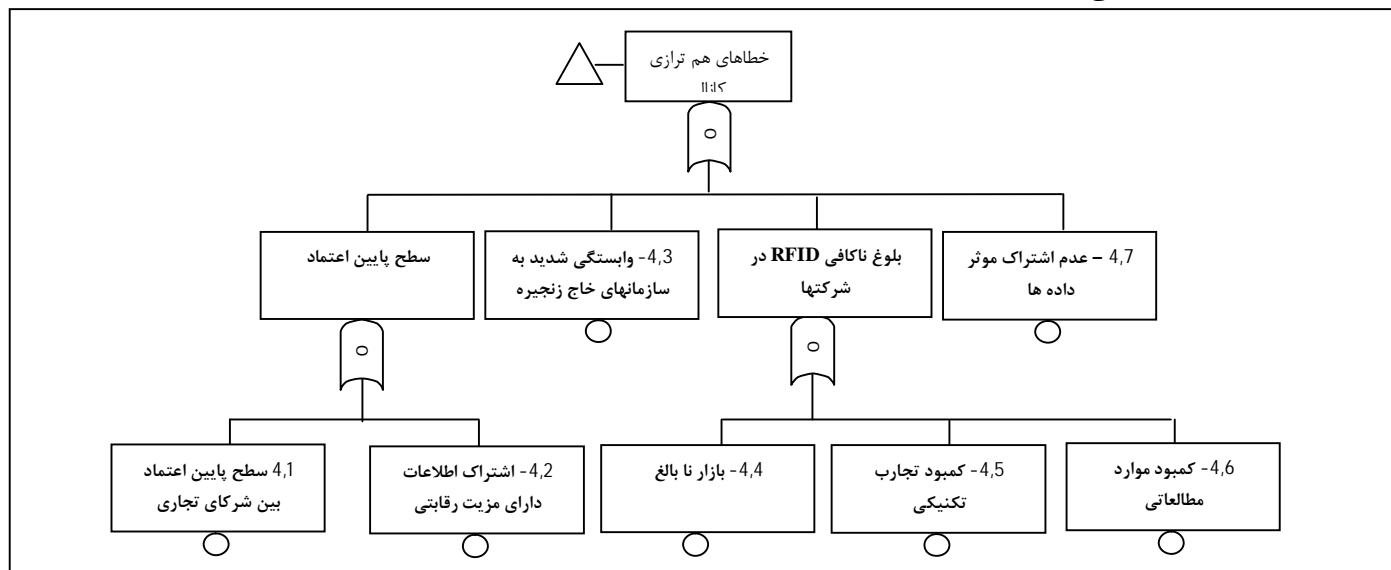 خطاهای هم ترازی
O
سطح پایین اعتماد
4,3- وابستگی شدید به
سازمانهای خاج زنجیره
بلوغ ناکافی RFID در
شرکتها
4,7 – عدم اشتراک موثر
داده ها
O
O
4,1 سطح پایین اعتماد
بین شرکای تجاری
4,2- اشتراک اطلاعات
دارای مزیت رقابتی
4,4- بازار نا بالغ
4,5- کمبود تجارب
تکنیکی
4,6- کمبود موارد
مطالعاتی